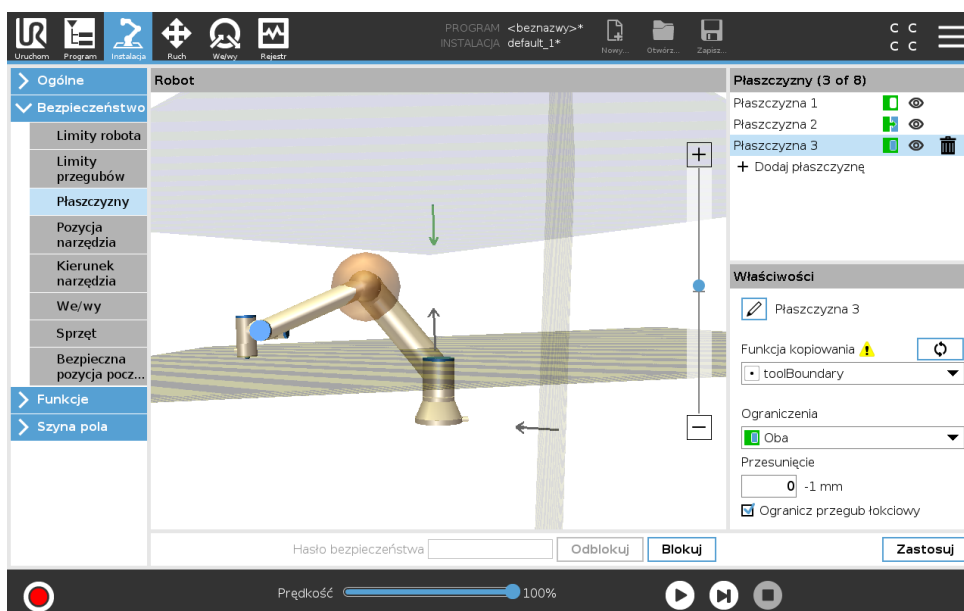 UR
Uruchom
Program
Instalacja
Ruch
We/wy
Rejestr
PROGRAM <beznazwy>*
INSTALACJA default_1*
Nowy...
Otwórz...
Zapisz...
C C
C C
Ogólne
Bezpieczeństwo
Limity robota
Limity
przegubów
Płaszczyzny
Pozycja
narzędzia
Kierunek
narzędzia
We/wy
Sprzęt
Bezpieczna
pozycja pocz...
Funkcje
Szyna pola
Robot
Płaszczyzny (3 of 8)
Płaszczyzna 1
Płaszczyzna 2
Płaszczyzna 3
+ Dodaj płaszczyznę
Właściwości
Płaszczyzna 3
Funkcja kopiowania
toolBoundary
Ograniczenia
Oba
Przesunięcie
0 -1 mm
Ogranicz przegub łokciowy
Hasło bezpieczeństwa
Odblokuj
Blokuj
Zastosuj
Prędkość
100%